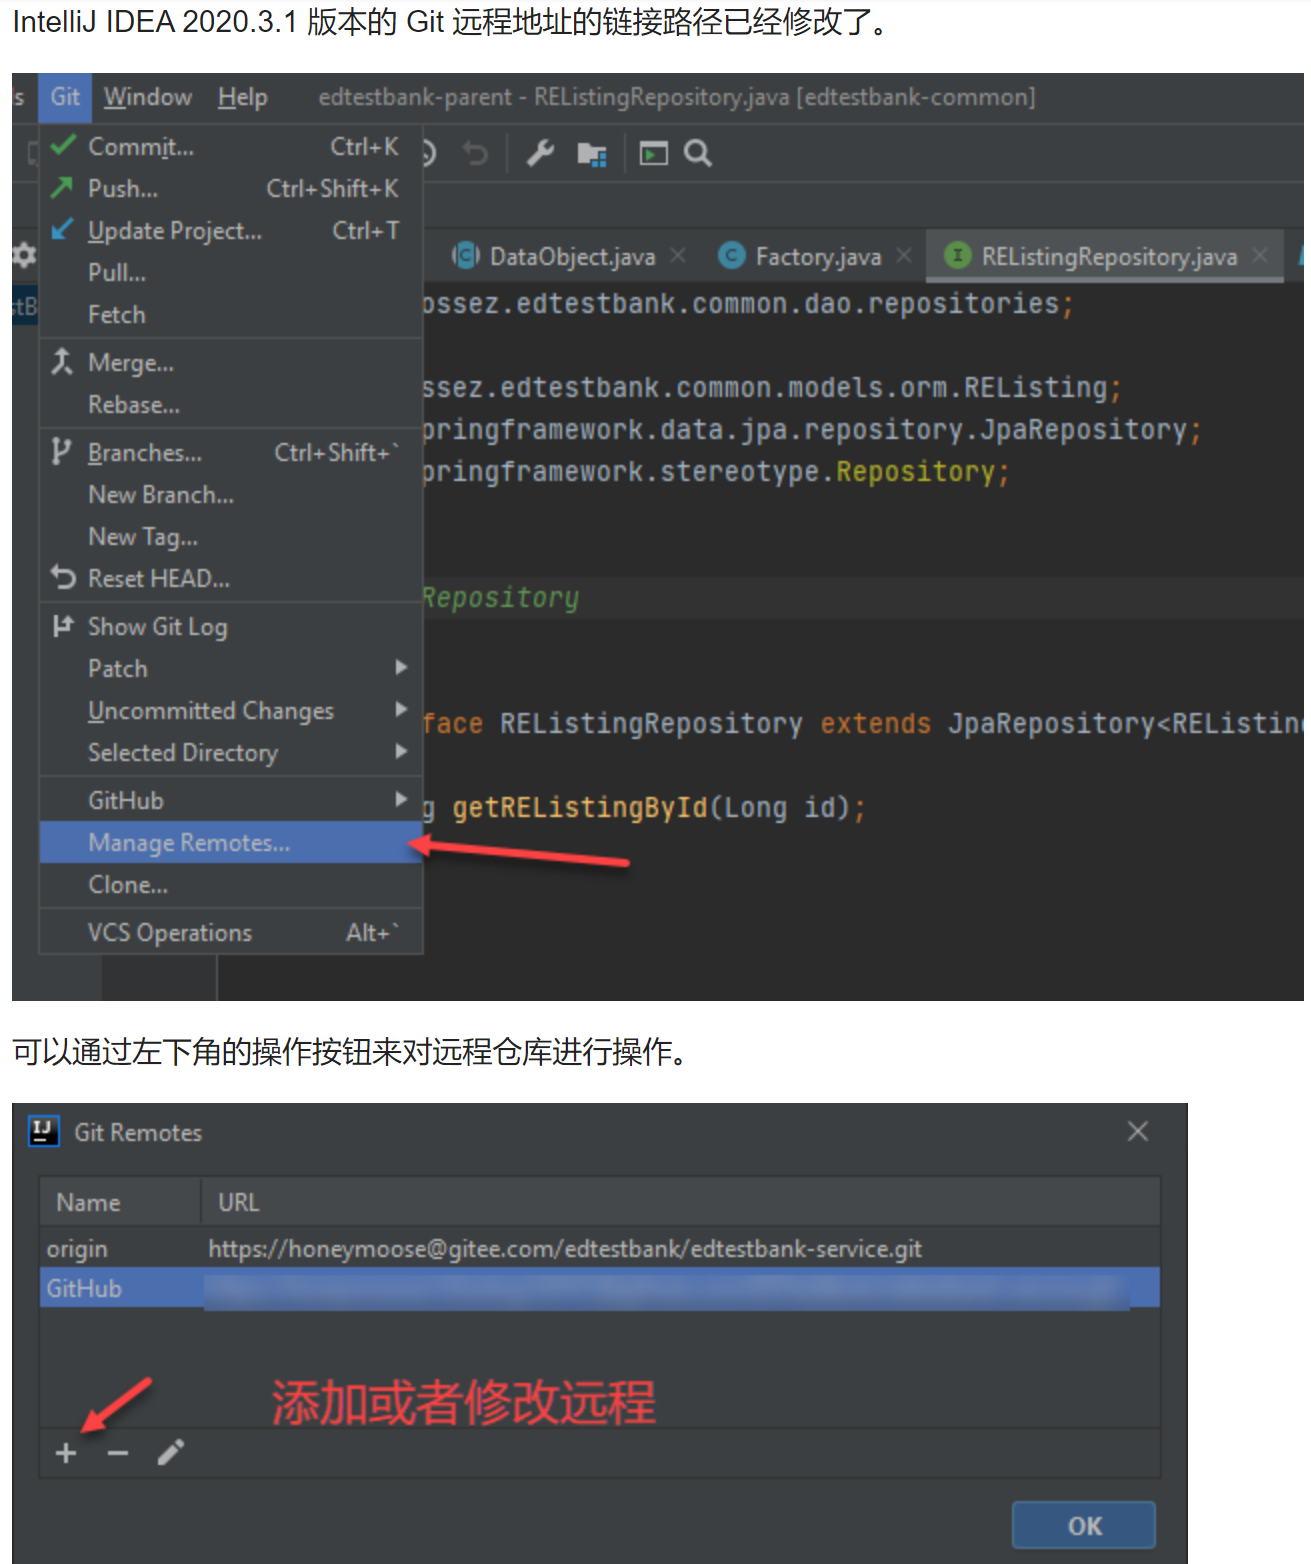 IntelliJ IDEA 2020.3.1 版本的 Git 远程地址的链接路径已经修改了。
ls Git Window Help edtestbank-parent - REListingRepository.java [edtestbank-common]
Commit... Ctrl+K
Push... Ctrl+Shift+K
Update Project... Ctrl+T
DataObject.java Factory.java REListingRepository.java
Pull...
Fetch
ossez.edtestbank.common.dao.repositories;
Merge...
ssez.edtestbank.common.models.orm.REListing;
Rebase...
pringframework.data.jpa.repository.JpaRepository;
Branches... Ctrl+Shift+`
pringframework.stereotype.Repository;
New Branch...
New Tag...
Reset HEAD...
Repository
Show Git Log
Patch
Uncommitted Changes
face REListingRepository extends JpaRepository<REListing
Selected Directory
GitHub
g getREListingById(Long id);
Manage Remotes...
Clone...
VCS Operations Alt+`
可以通过左下角的操作按钮来对远程仓库进行操作。
IJ Git Remotes
Name URL
origin https://honeymoose@gitee.com/edtestbank/edtestbank-service.git
GitHub
添加或者修改远程
OK